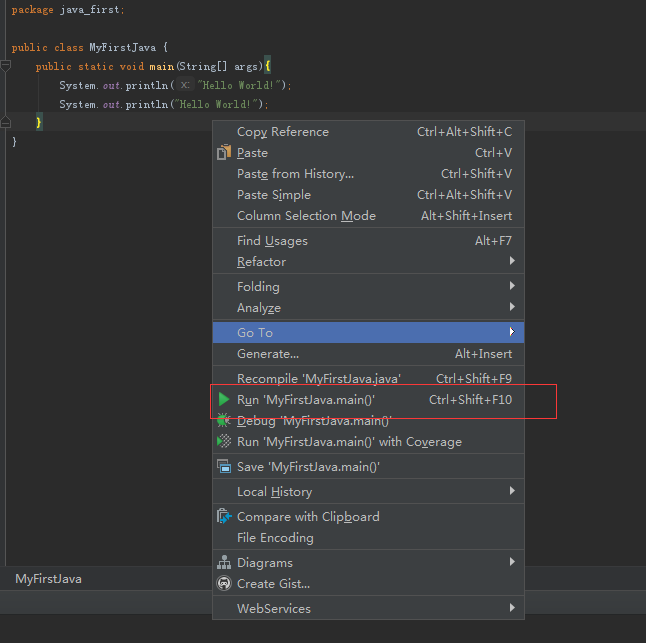 package java_first;
public class MyFirstJava {
public static void main(String[] args){
System.out.println( x: "Hello World!");
System.out.println("Hello World!");
}
}
Copy Reference Ctrl+Alt+Shift+C
Paste Ctrl+V
Paste from History... Ctrl+Shift+V
Paste Simple Ctrl+Alt+Shift+V
Column Selection Mode Alt+Shift+Insert
Find Usages Alt+F7
Refactor
Folding
Analyze
Go To
Generate... Alt+Insert
Recompile 'MyFirstJava.java' Ctrl+Shift+F9
Run 'MyFirstJava.main()' Ctrl+Shift+F10
Debug 'MyFirstJava.main()'
Run 'MyFirstJava.main()' with Coverage
Save 'MyFirstJava.main()'
Local History
Compare with Clipboard
File Encoding
Diagrams
Create Gist...
WebServices
MyFirstJava